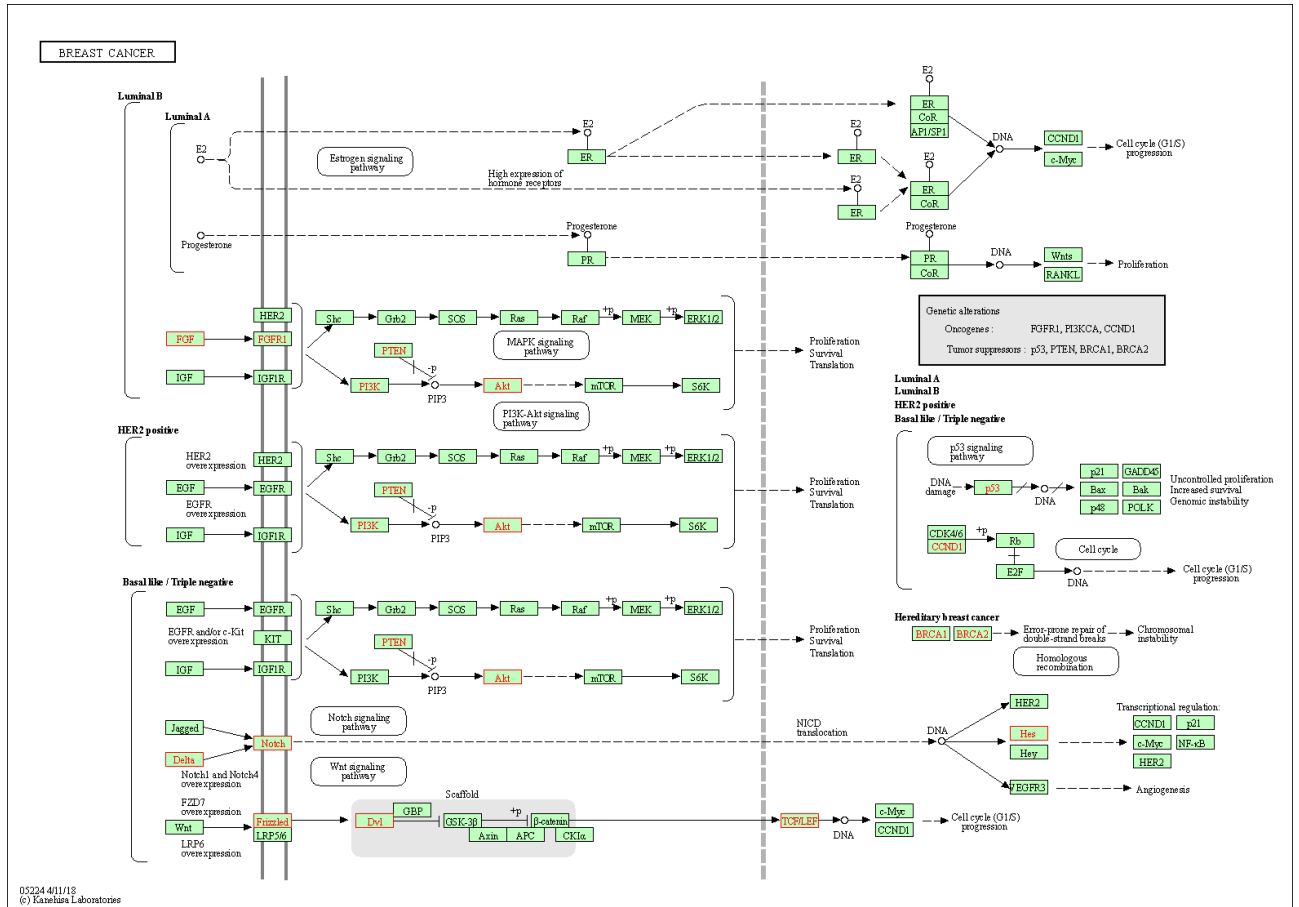 BREAST CANCER
Luminal B
Luminal A
E2
Estrogen signaling
pathway
E2
ER
High expression of
hormone receptors
E2
ER
CoR
AP1/SP1
E2
ER
E2
ER
E2
ER
CoR
DNA
CCND1
c-Myc
Cell cycle (G1/S)
progression
Progesterone
Progesterone
PR
Progesterone
PR
CoR
DNA
Wnts
RANKL
Proliferation
HER2
FGF
FGFR1
IGF
IGF1R
Shc
Grb2
SOS
Ras
Raf
+p
MEK
+p
ERK1/2
MAPK signaling
pathway
PTEN
-p
PI3K
PIP3
Akt
mTOR
S6K
PI3K-Akt signaling
pathway
Proliferation
Survival
Translation
Genetic alterations
Oncogenes : FGFR1, PI3KCA, CCND1
Tumor suppressors : p53, PTEN, BRCA1, BRCA2
HER2 positive
HER2
overexpression
HER2
EGF
EGFR
EGFR
overexpression
IGF
IGF1R
Shc
Grb2
SOS
Ras
Raf
+p
MEK
+p
ERK1/2
PTEN
-p
PI3K
PIP3
Akt
mTOR
S6K
Proliferation
Survival
Translation
Luminal A
Luminal B
HER2 positive
Basal like / Triple negative
p53 signaling
pathway
DNA
damage
p53
DNA
p21
GADD45
Bax
Bak
p48
POLK
Uncontrolled proliferation
Increased survival
Genomic instability
CDK4/6
CCND1
+p
Rb
E2F
Cell cycle
DNA
Cell cycle (G1/S)
progression
Basal like / Triple negative
EGF
EGFR
EGFR and/or c-Kit
overexpression
KIT
IGF
IGF1R
Shc
Grb2
SOS
Ras
Raf
+p
MEK
+p
ERK1/2
PTEN
-p
PI3K
PIP3
Akt
mTOR
S6K
Proliferation
Survival
Translation
Hereditary breast cancer
BRCA1
BRCA2
Error-prone repair of
double-strand breaks
Chromosomal
instability
Homologous
recombination
Jagged
Delta
Notch
Notch1 and Notch4
overexpression
Notch signaling
pathway
NICD
translocation
DNA
HER2
Hes
Hey
VEGFR3
Transcriptional regulation:
CCND1
p21
c-Myc
NF-κB
HER2
Angiogenesis
Wnt signaling
pathway
FZD7
overexpression
Wnt
LRP6
overexpression
Frizzled
LRP5/6
Scaffold
Dvl
GBP
GSK-3β
+p
β-catenin
Axin
APC
CKIα
TCP/LEF
DNA
c-Myc
CCND1
Cell cycle (G1/S)
progression
05224 4/11/18
(c) Kanehisa Laboratories